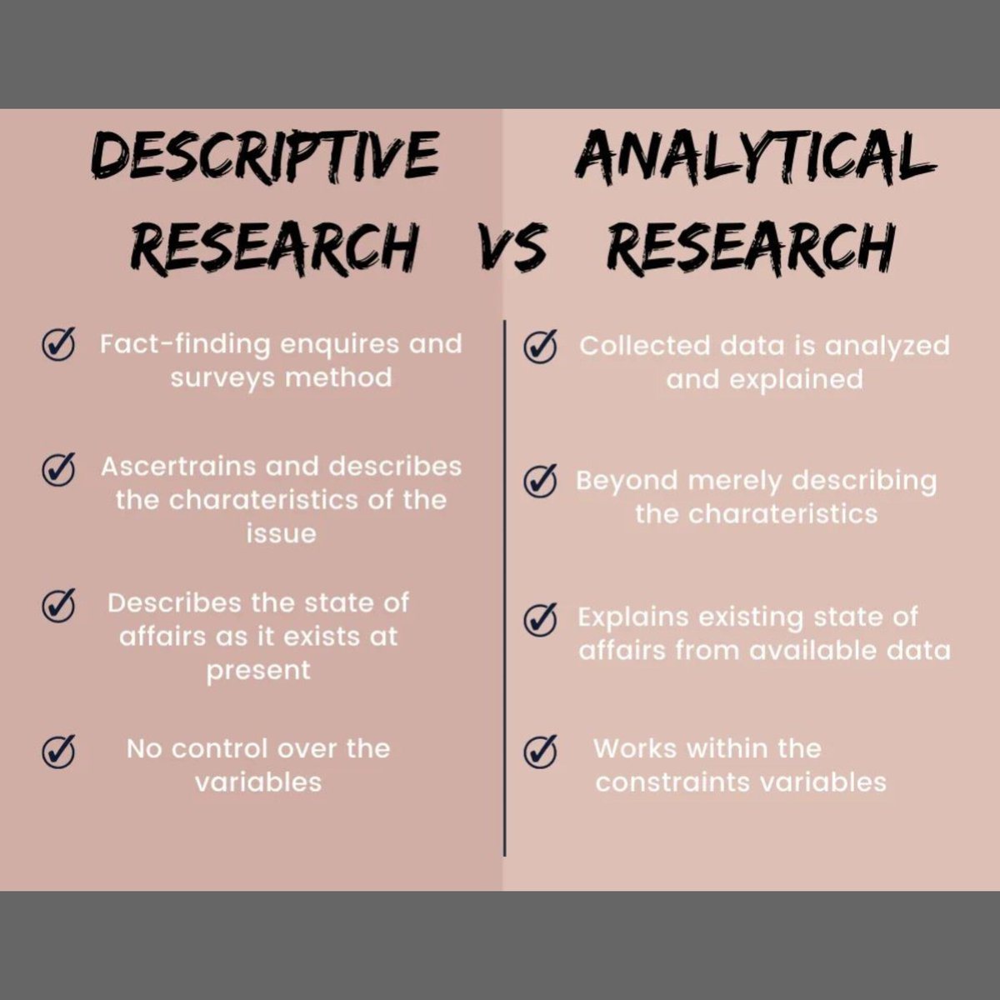 DESCRIPTIVE
RESEARCH
VS
ANALYTICAL
RESEARCH
Fact-finding enquires and
surveys method
Ascertrains and describes
the charateristics of the
issue
Describes the state of
affairs as it exists at
present
No control over the
variables
Collected data is analyzed
and explained
Beyond merely describing
the charateristics
Explains existing state of
affairs from available data
Works within the
constraints variables